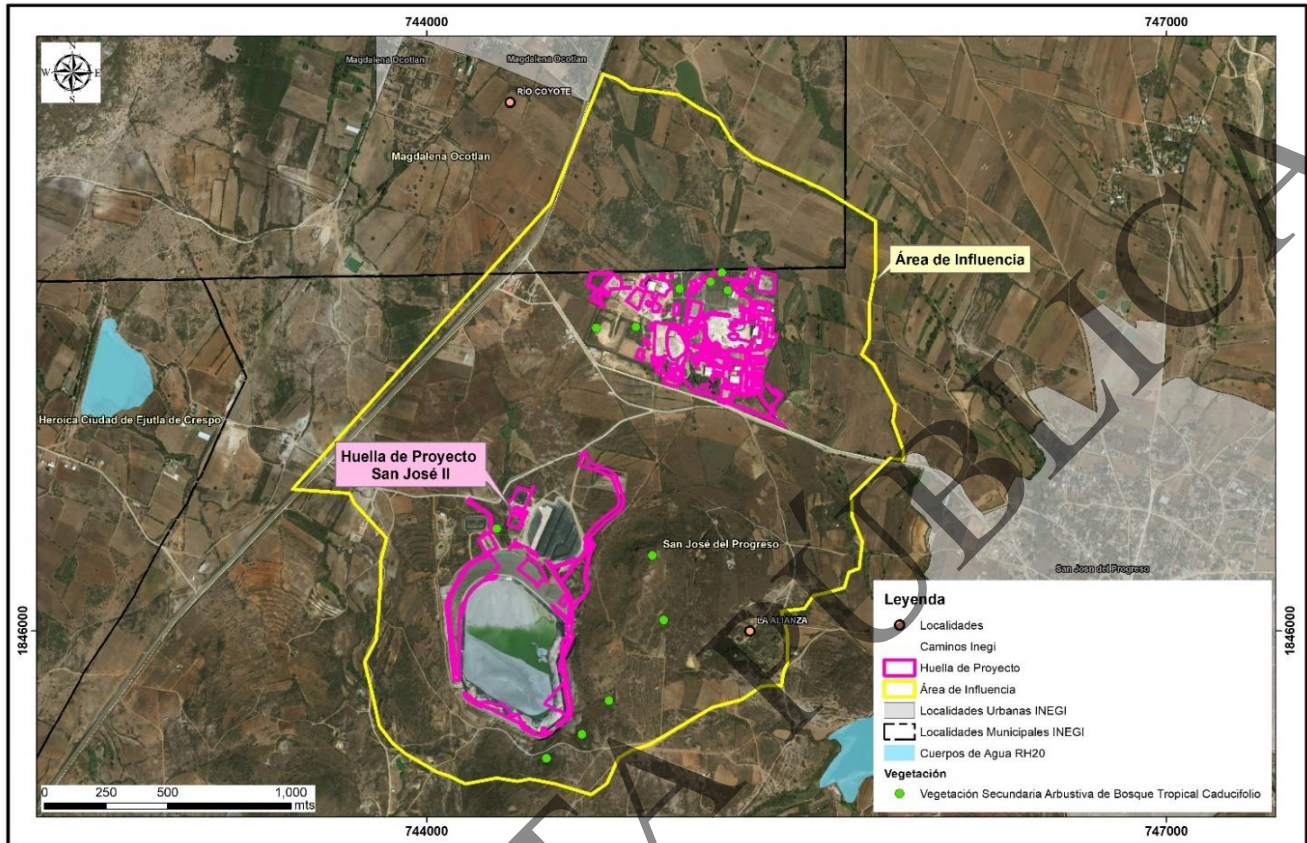 744000
747000
N
W
E
S
Magdalena Ocotlan
Magdalena Ocotlan
RÍO COYOTE
Magdalena Ocotlan
Área de Influencia
Heroica Ciudad de Ejutla de Crespo
Huella de Proyecto
San José II
San José del Progreso
San José del Progreso
LA ALIANZA
1846000
1846000
Leyenda
Localidades
Caminos Inegi
Huella de Proyecto
Área de Influencia
Localidades Urbanas INEGI
Localidades Municipales INEGI
Cuerpos de Agua RH20
Vegetación
Vegetación Secundaria Arbustiva de Bosque Tropical Caducifolio
0 250 500 1,000
mts
744000
747000
TA PÚBLICA